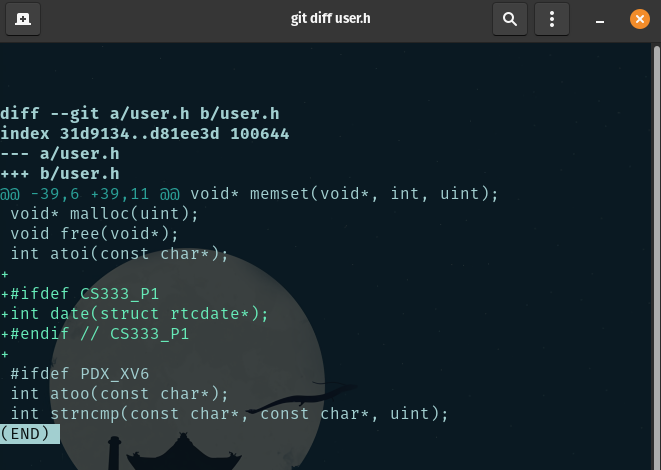 git diff user.h
diff --git a/user.h b/user.h
index 31d9134..d81ee3d 100644
--- a/user.h
+++ b/user.h
@@ -39,6 +39,11 @@ void* memset(void*, int, uint);
 void* malloc(uint);
 void free(void*);
 int atoi(const char*);
+
+#ifdef CS333_P1
+int date(struct rtcdate*);
+#endif // CS333_P1
+
 #ifdef PDX_XV6
 int atoo(const char*);
 int strncmp(const char*, const char*, uint);
(END)